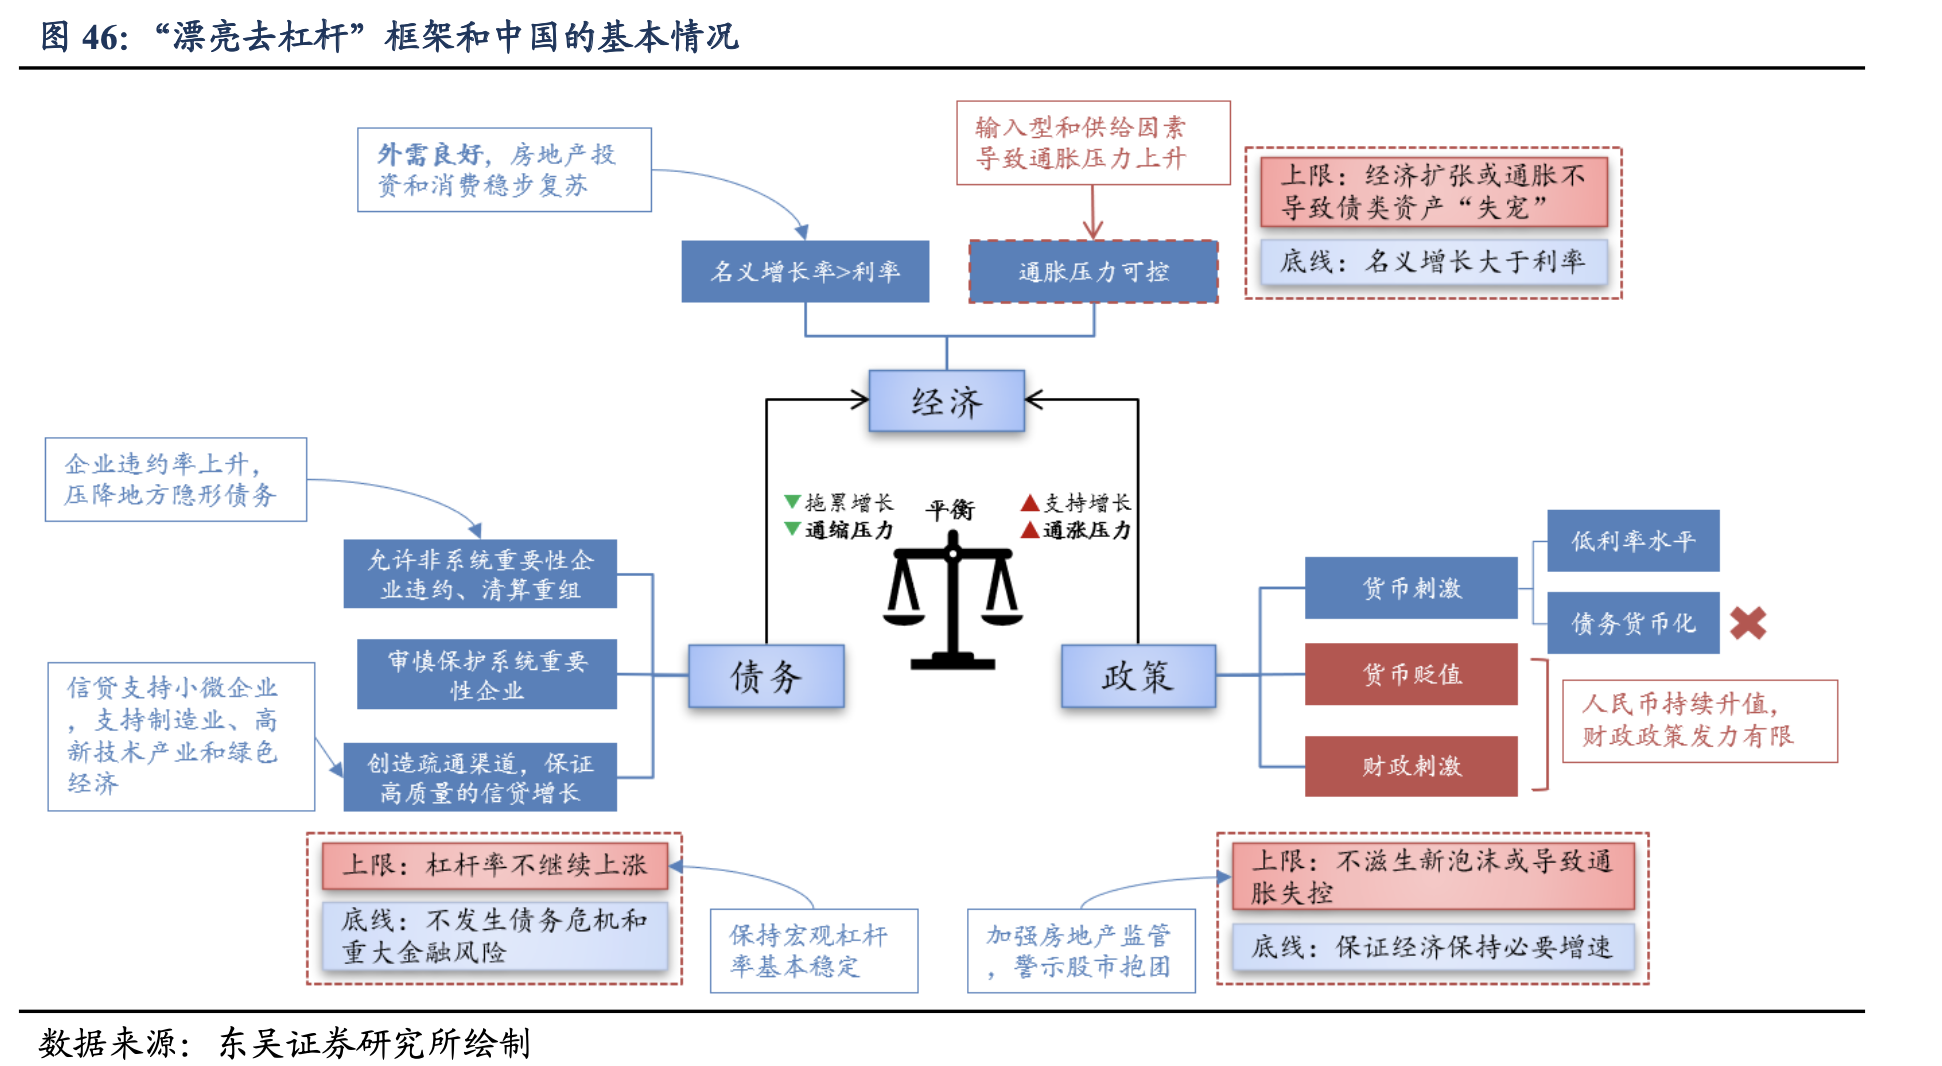 图 46：“漂亮去杠杆”框架和中国的基本情况
输入型和供给因素
导致通胀压力上升
外需良好，房地产投
资和消费稳步复苏
上限：经济扩张或通胀不
导致债类资产“失宠”
底线：名义增长大于利率
名义增长率>利率
通胀压力可控
经济
企业违约率上升，
压降地方隐形债务
▼拖累增长
▼通缩压力
平衡
▲支持增长
▲通涨压力
允许非系统重要性企
业违约、清算重组
审慎保护系统重要
性企业
创造疏通渠道，保证
高质量的信贷增长
信贷支持小微企业
，支持制造业、高
新技术产业和绿色
经济
债务
政策
货币刺激
低利率水平
债务货币化
货币贬值
财政刺激
人民币持续升值，
财政政策发力有限
上限：杠杆率不继续上涨
底线：不发生债务危机和
重大金融风险
保持宏观杠杆
率基本稳定
加强房地产监管
，警示股市抱团
上限：不滋生新泡沫或导致通
胀失控
底线：保证经济保持必要增速
数据来源：东吴证券研究所绘制